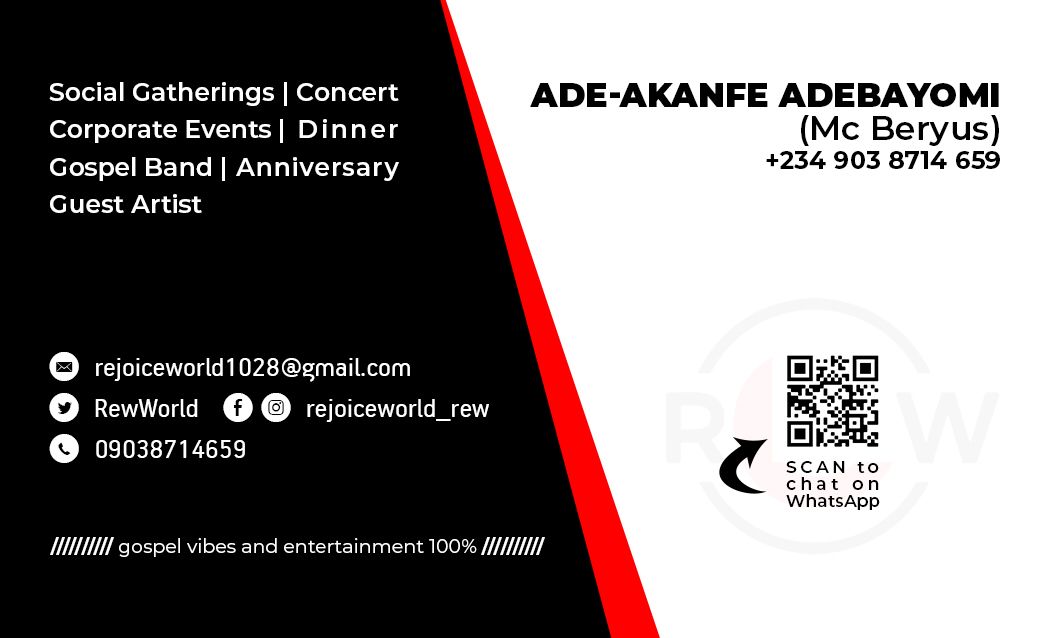 Social Gatherings | Concert
Corporate Events | Dinner
Gospel Band | Anniversary
Guest Artist
rejoiceworld1028@gmail.com
RewWorld rejoiceworld_rew
09038714659
////////// gospel vibes and entertainment 100% //////////
ADE-AKANFE ADEBAYOMI
(Mc Beryus)
+234 903 8714 659
R W
SCAN to
chat on
WhatsApp